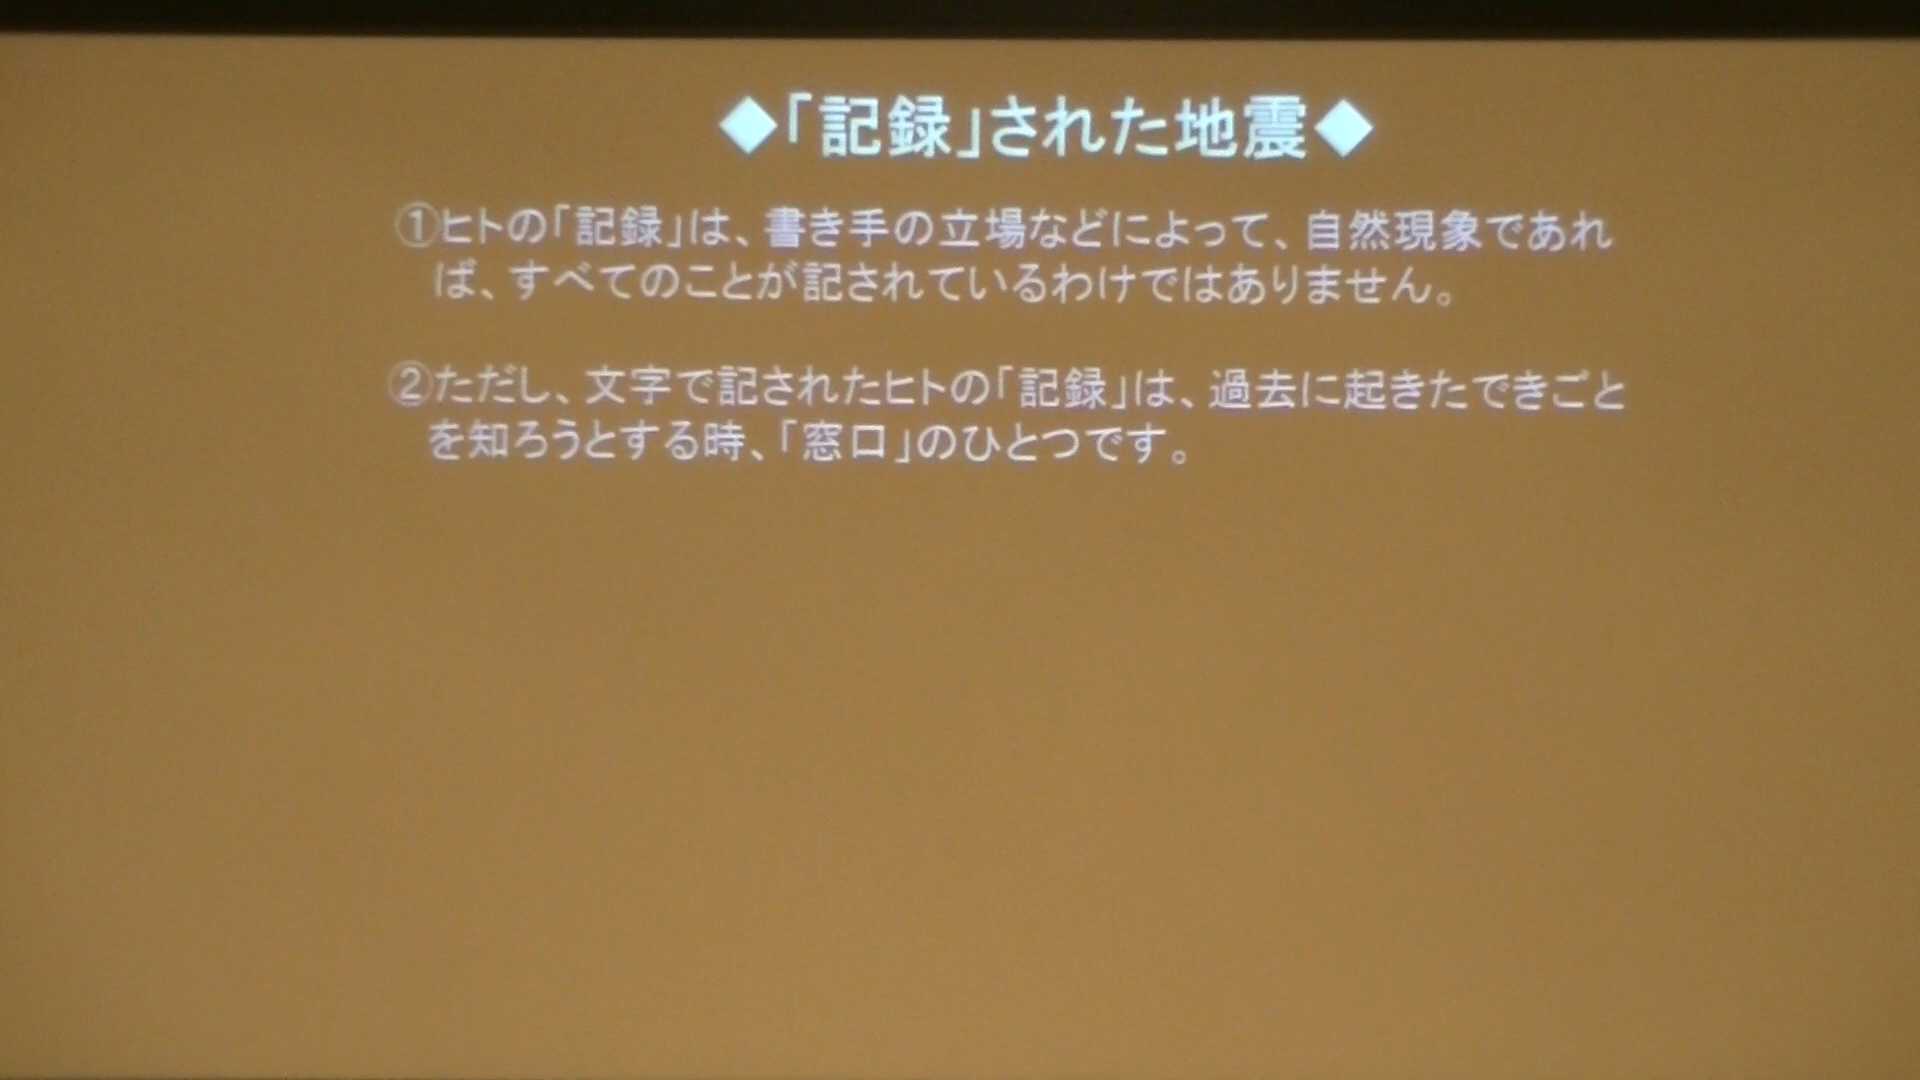 ◆「記録」された地震◆
①ヒトの「記録」は、書き手の立場などによって、自然現象であれ
ば、すべてのことが記されているわけではありません。
②ただし、文字で記されたヒトの「記録」は、過去に起きたできごと
を知ろうとする時、「窓口」のひとつです。